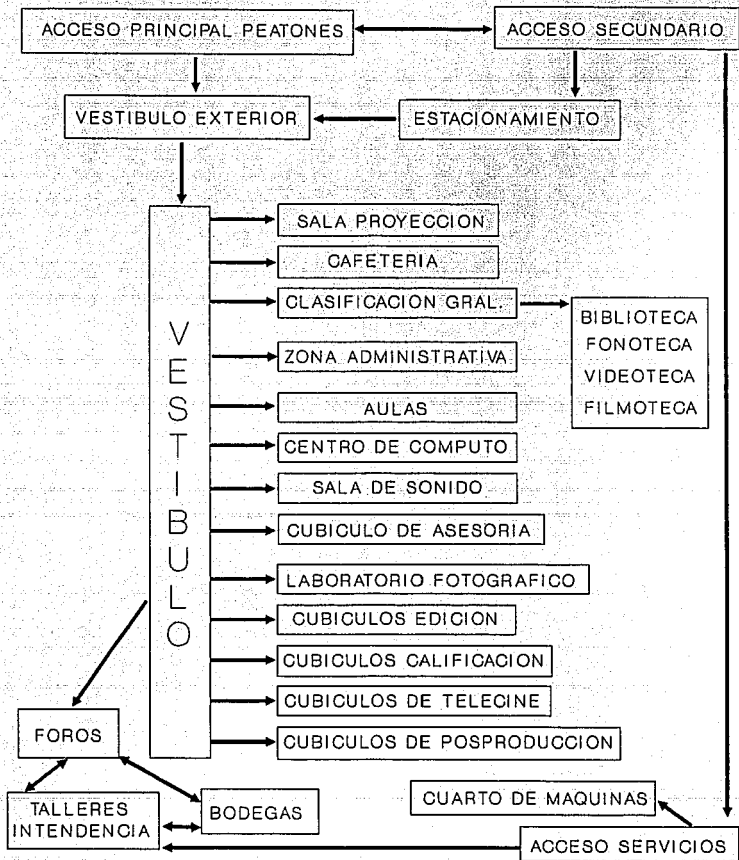 ACCESO PRINCIPAL PEATONES
ACCESO SECUNDARIO
VESTIBULO EXTERIOR
ESTACIONAMIENTO
VESTIBULO
SALA PROYECCION
CAFETERIA
CLASIFICACION GRAL.
BIBLIOTECA
FONOTECA
VIDEOTECA
FILMOTECA
ZONA ADMINISTRATIVA
AULAS
CENTRO DE COMPUTO
SALA DE SONIDO
CUBICULO DE ASESORIA
LABORATORIO FOTOGRAFICO
CUBICULOS EDICION
CUBICULOS CALIFICACION
CUBICULOS DE TELECINE
CUBICULOS DE POSPRODUCCION
FOROS
TALLERES
INTENDENCIA
BODEGAS
CUARTO DE MAQUINAS
ACCESO SERVICIOS